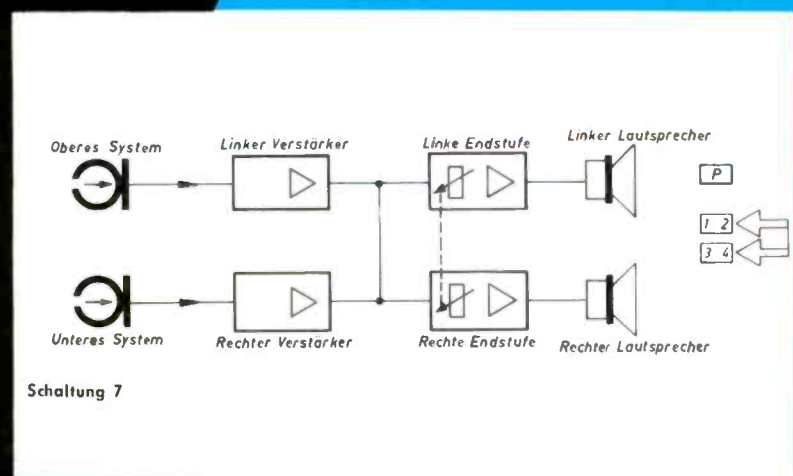 Oberes System
Linker Verstärker
Linke Endstufe
Linker Lautsprecher
P
1 2
3 4
Unteres System
Rechter Verstärker
Rechte Endstufe
Rechter Lautsprecher
Schaltung 7